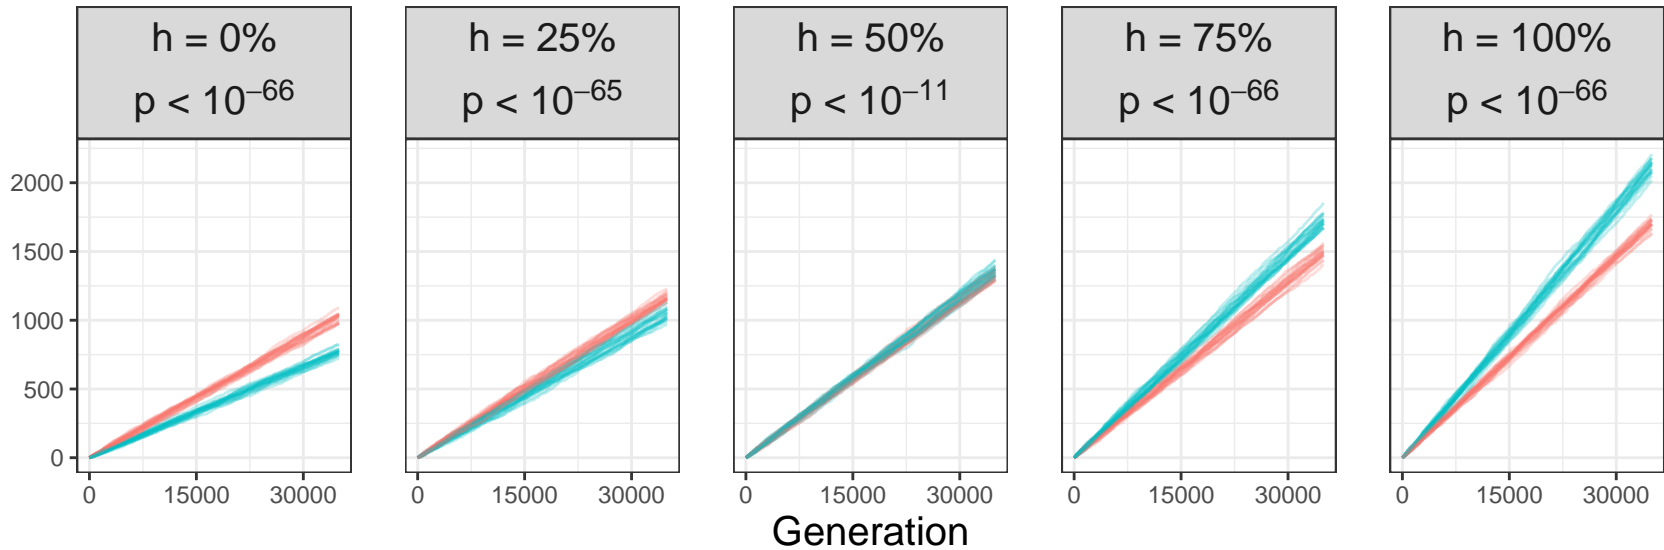 h = 0%
p < 10⁻⁶⁶
h = 25%
p < 10⁻⁶⁵
h = 50%
p < 10⁻¹¹
h = 75%
p < 10⁻⁶⁶
h = 100%
p < 10⁻⁶⁶
2000
1500
1000
500
0
0 15000 30000
0 15000 30000
0 15000 30000
0 15000 30000
0 15000 30000
Generation